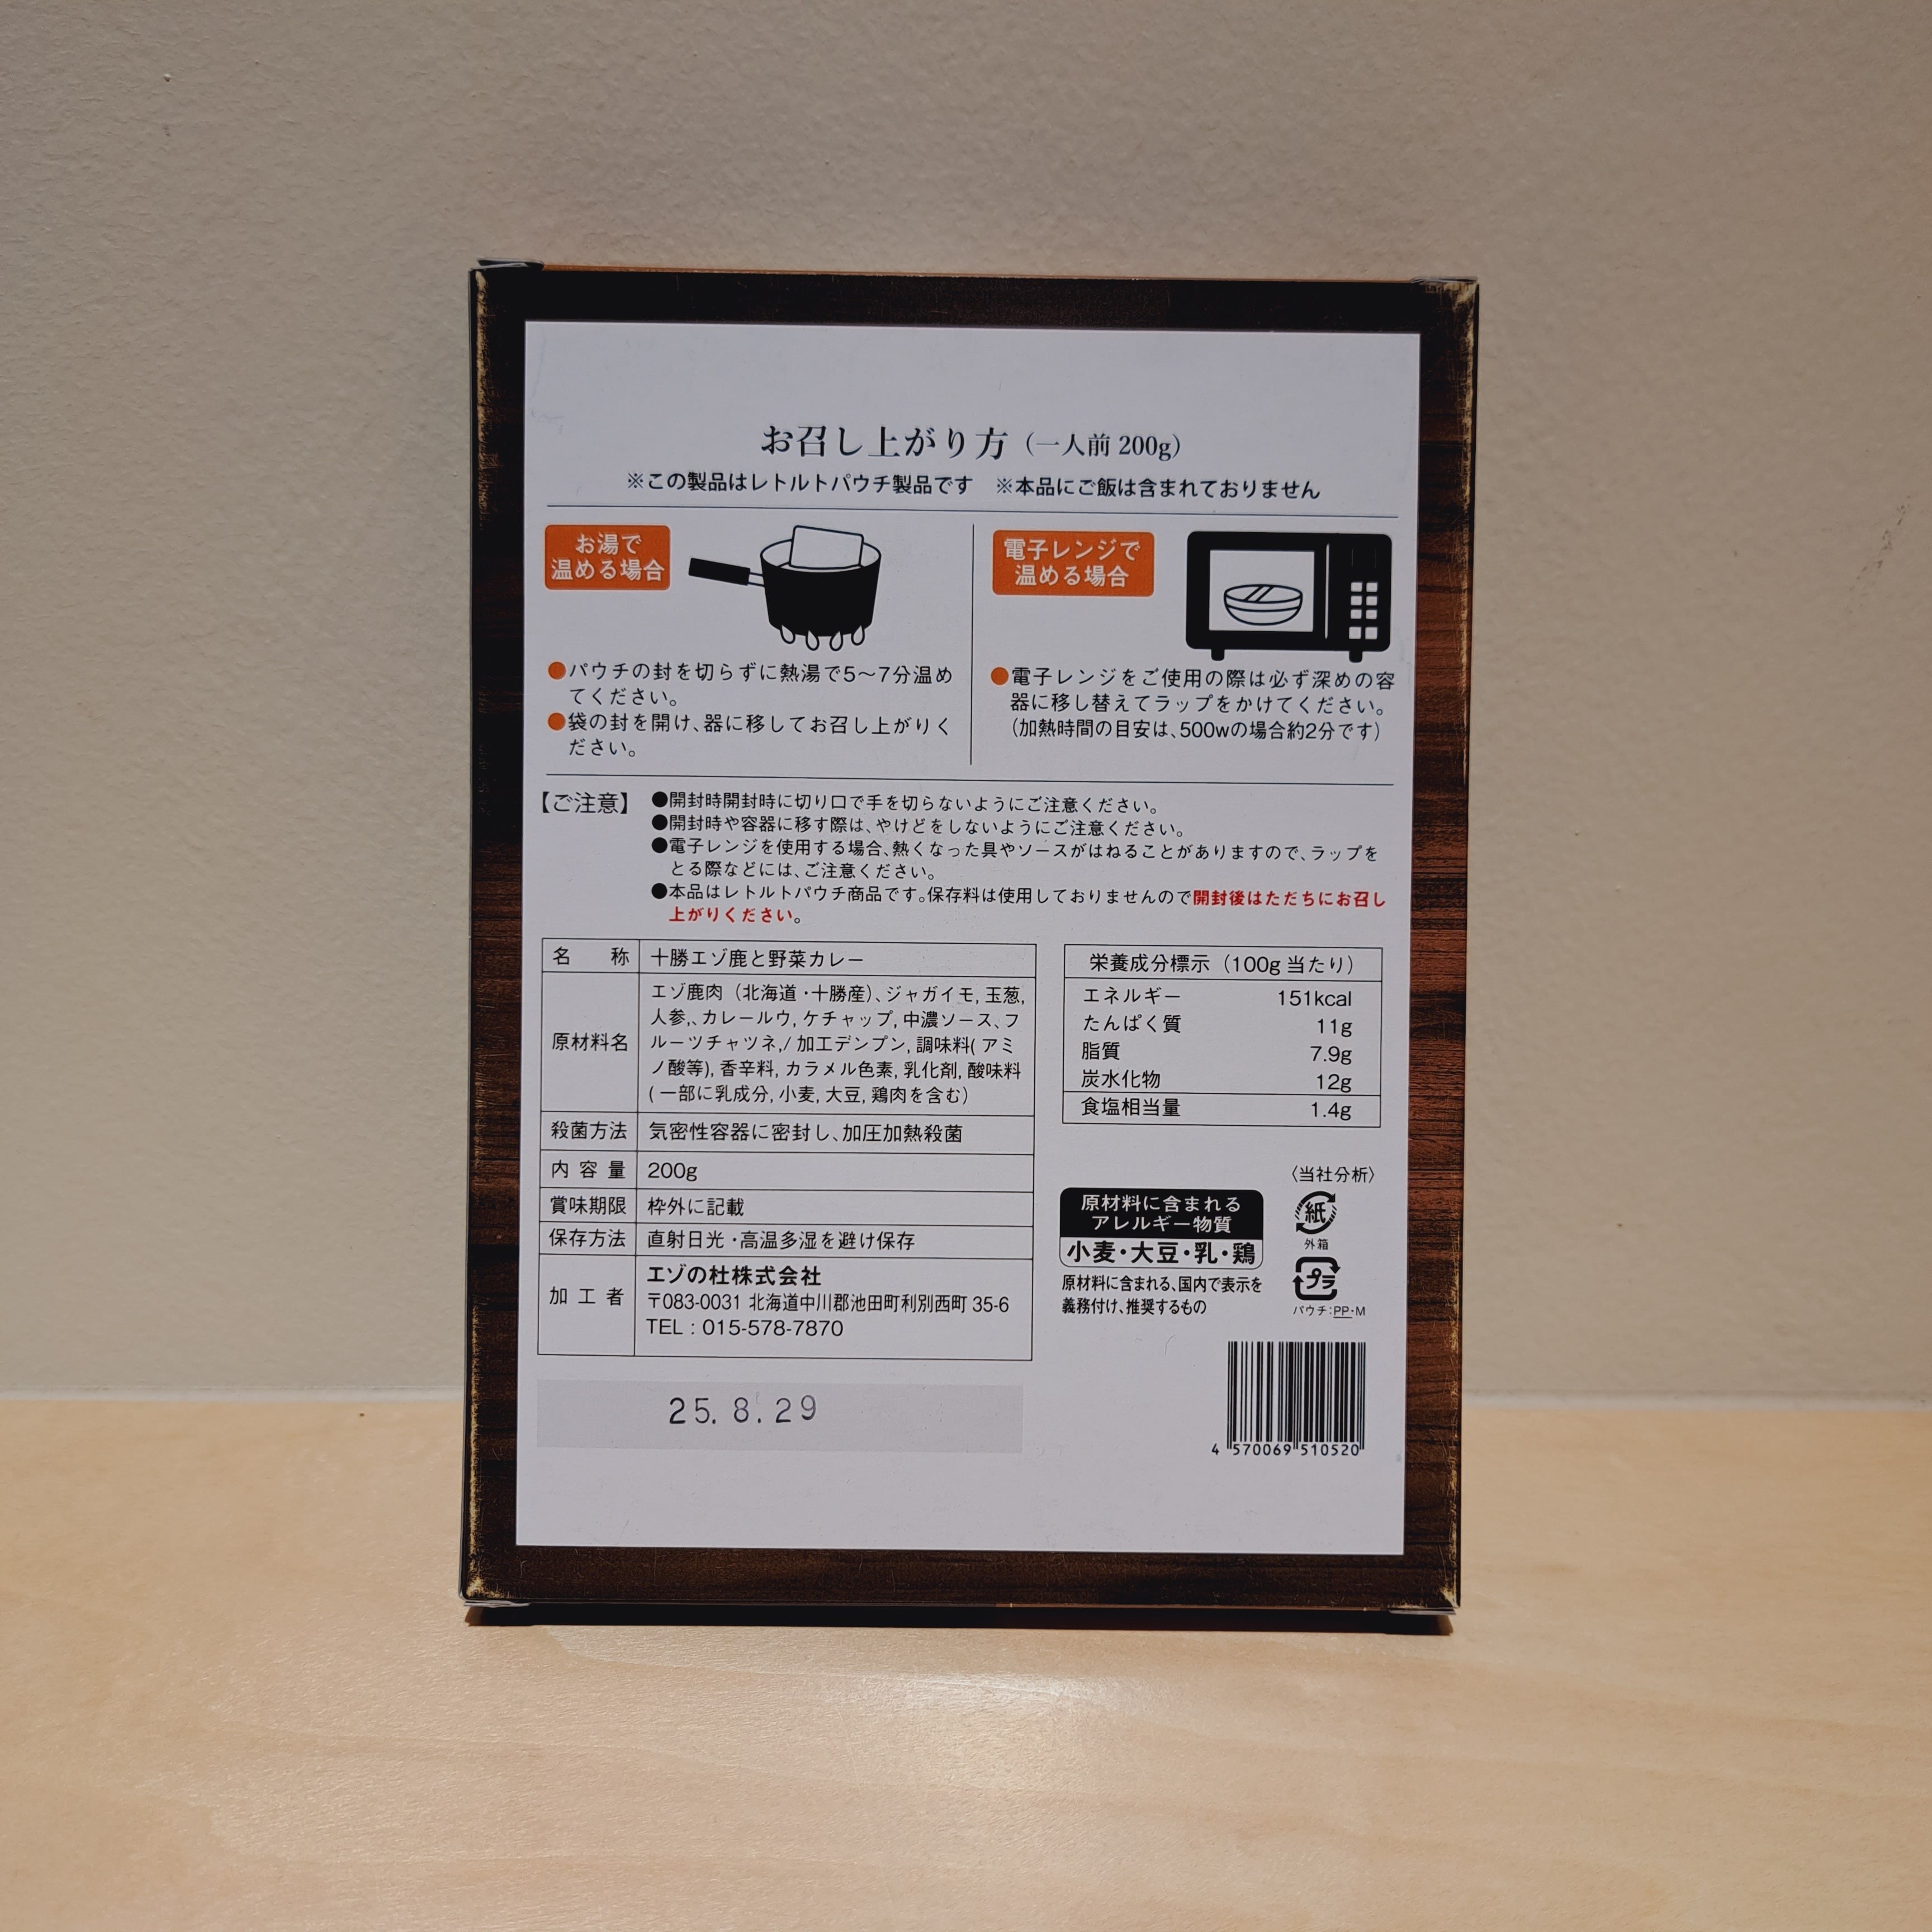 お召し上がり方（一人前 200g）
※この製品はレトルトパウチ製品です　※本品にご飯は含まれておりません
お湯で
温める場合
●パウチの封を切らずに熱湯で5〜7分温め
てください。
●袋の封を開け、器に移してお召し上がりく
ださい。
電子レンジで
温める場合
●電子レンジをご使用の際は必ず深めの容
器に移し替えてラップをかけてください。
（加熱時間の目安は、500wの場合約2分です）
【ご注意】
●開封時開封時に切り口で手を切らないようにご注意ください。
●開封時や容器に移す際は、やけどをしないようにご注意ください。
●電子レンジを使用する場合、熱くなった具やソースがはねることがありますので、ラップを
とる際などには、ご注意ください。
●本品はレトルトパウチ商品です。保存料は使用しておりませんので開封後はただちにお召し
上がりください。
名　称 十勝エゾ鹿と野菜カレー
原材料名
エゾ鹿肉（北海道・十勝産）、ジャガイモ, 玉葱,
人参,、カレールウ, ケチャップ, 中濃ソース、フ
ルーツチャツネ,/ 加工デンプン, 調味料( アミ
ノ酸等), 香辛料, カラメル色素, 乳化剤, 酸味料
( 一部に乳成分, 小麦, 大豆, 鶏肉を含む）
殺菌方法 気密性容器に密封し、加圧加熱殺菌
内 容 量 200g
賞味期限 枠外に記載
保存方法 直射日光・高温多湿を避け保存
加 工 者
エゾの杜株式会社
〒083-0031 北海道中川郡池田町利別西町 35-6
TEL : 015-578-7870
25. 8. 29
栄養成分標示（100g 当たり）
エネルギー 151kcal
たんぱく質 11g
脂質 7.9g
炭水化物 12g
食塩相当量 1.4g
〈当社分析〉
原材料に含まれる
アレルギー物質
小麦・大豆・乳・鶏
原材料に含まれる、国内で表示を
義務付け、推奨するもの
紙
外箱
プラ
パウチ：PP・M
4 570069 510520